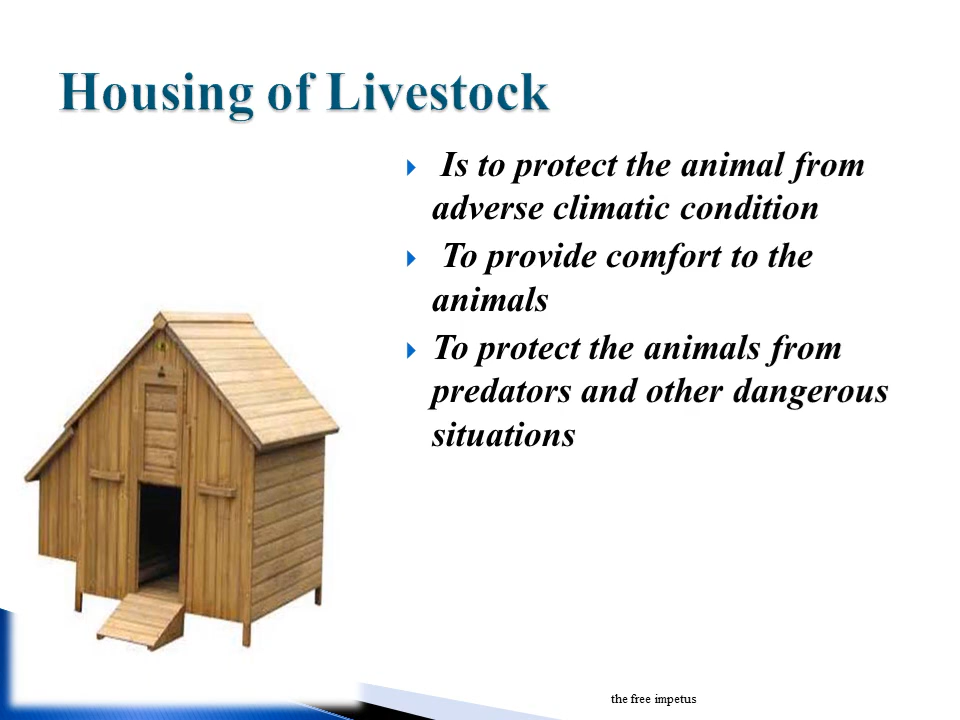 Housing of Livestock
Is to protect the animal from
adverse climatic condition
To provide comfort to the
animals
To protect the animals from
predators and other dangerous
situations
the free impetus